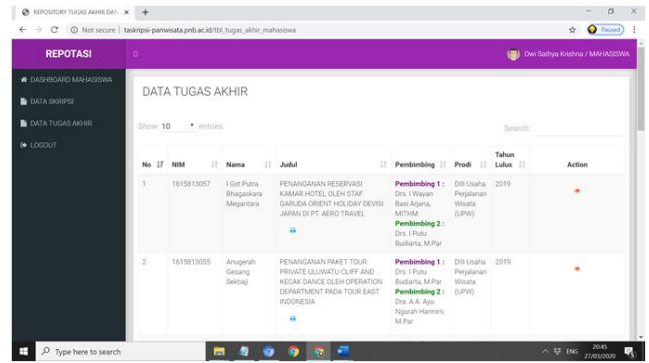 REPOSITORY TUGAS AKHIR DAN
Not secure | taskripsi-pariwisata.pnb.ac.id/tbl_tugas_akhir_mahasiswa
Paused
REPOTASI
Dwi Sathya Krishna / MAHASISWA
DASHBOARD MAHASISWA
DATA SKRIPSI
DATA TUGAS AKHIR
LOGOUT
DATA TUGAS AKHIR
Show 10 entries
Search:
No NIM Nama Judul Pembimbing Prodi Tahun Lulus Action
1 1615813057
I Gst Putra
Bhagaskara
Megantara
PENANGANAN RESERVASI
KAMAR HOTEL OLEH STAF
GARUDA ORIENT HOLIDAY DEVISI
JAPAN DI PT. AERO TRAVEL
Pembimbing 1 :
Drs. I Wayan
Basi Arjana,
MITHM
Pembimbing 2 :
Drs. I Putu
Budiarta, M.Par
DIII Usaha
Perjalanan
Wisata
(UPW)
2019
2 1615813055
Anugerah
Gesang
Sektiaji
PENANGANAN PAKET TOUR
PRIVATE ULUWATU CLIFF AND
KECAK DANCE OLEH OPERATION
DEPARTMENT PADA TOUR EAST
INDONESIA
Pembimbing 1 :
Drs. I Putu
Budiarta, M.Par
Pembimbing 2 :
Dra. A.A. Ayu
Ngurah Harmini,
M.Par
DIII Usaha
Perjalanan
Wisata
(UPW)
2019
Type here to search
ENG
20:45
27/03/2020